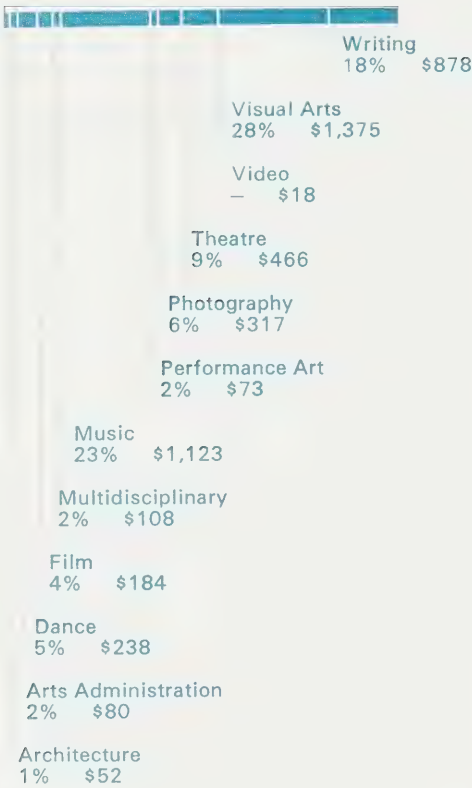 Writing
18% $878
Visual Arts
28% $1,375
Video
– $18
Theatre
9% $466
Photography
6% $317
Performance Art
2% $73
Music
23% $1,123
Multidisciplinary
2% $108
Film
4% $184
Dance
5% $238
Arts Administration
2% $80
Architecture
1% $52